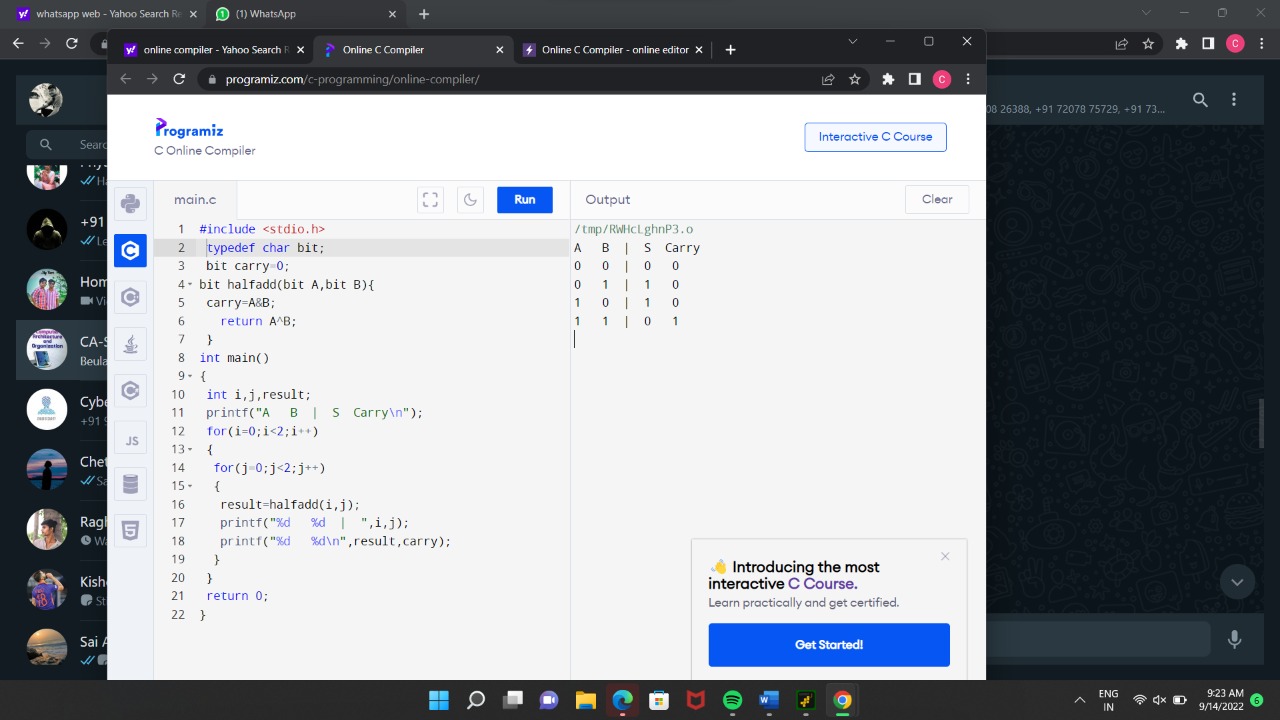 whatsapp web - Yahoo Search Re
(1) WhatsApp
online compiler - Yahoo Search R
Online C Compiler
Online C Compiler - online editor
programiz.com/c-programming/online-compiler/
C
C
08 26388, +91 72078 75729, +91 73...
Programiz
C Online Compiler
Interactive C Course
Searc
main.c
Run
Output
Clear
1 #include <stdio.h>
2 typedef char bit;
3 bit carry=0;
4 bit halfadd(bit A,bit B){
5 carry=A&B;
6 return A^B;
7 }
8 int main()
9 {
10 int i,j,result;
11 printf("A   B  |  S  Carry\n");
12 for(i=0;i<2;i++)
13 {
14 for(j=0;j<2;j++)
15 {
16 result=halfadd(i,j);
17 printf("%d   %d  |  ",i,j);
18 printf("%d   %d\n",result,carry);
19 }
20 }
21 return 0;
22 }
/tmp/RWHcLghnP3.o
A   B  |  S  Carry
0   0  |  0   0
0   1  |  1   0
1   0  |  1   0
1   1  |  0   1
+91
Le
Hom
Vi
CA-S
Beula
Cybe
+91 9
Chet
Sa
Ragh
Wa
Kish
St
Sai A
JS
👋 Introducing the most
interactive C Course.
Learn practically and get certified.
Get Started!
ENG
IN
9:23 AM
9/14/2022
6